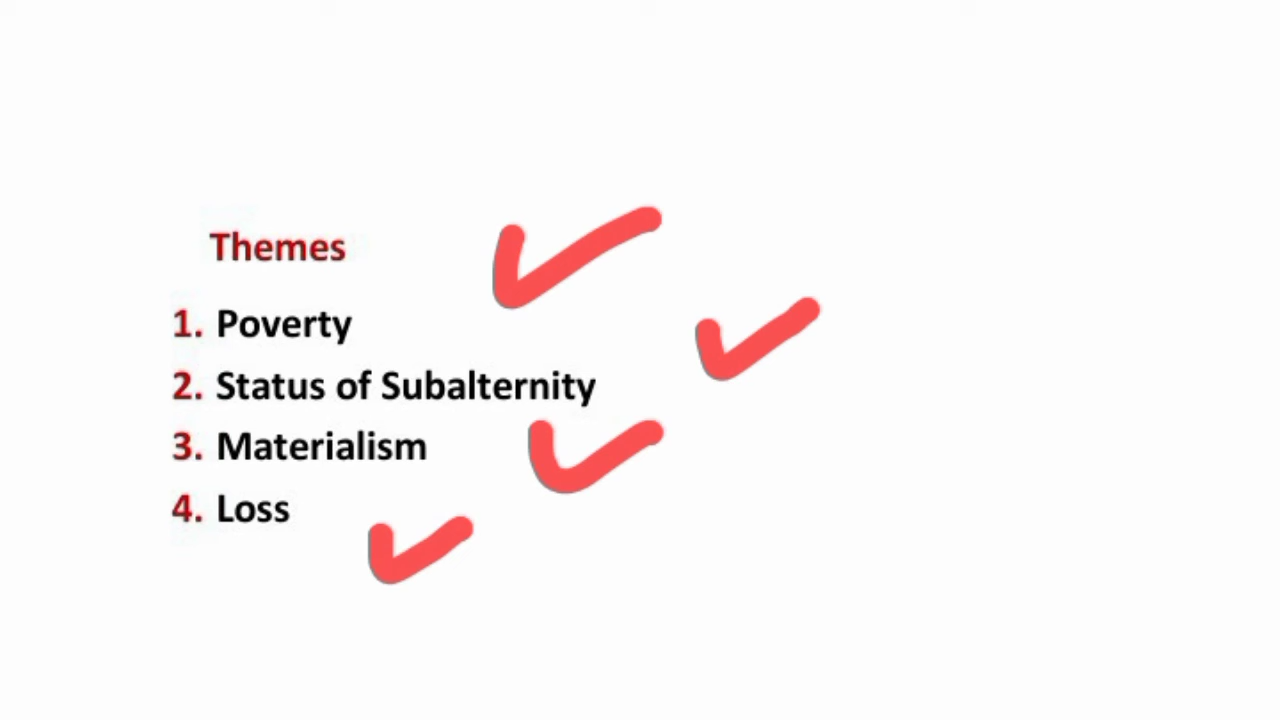 Themes
1. Poverty
2. Status of Subalternity
3. Materialism
4. Loss